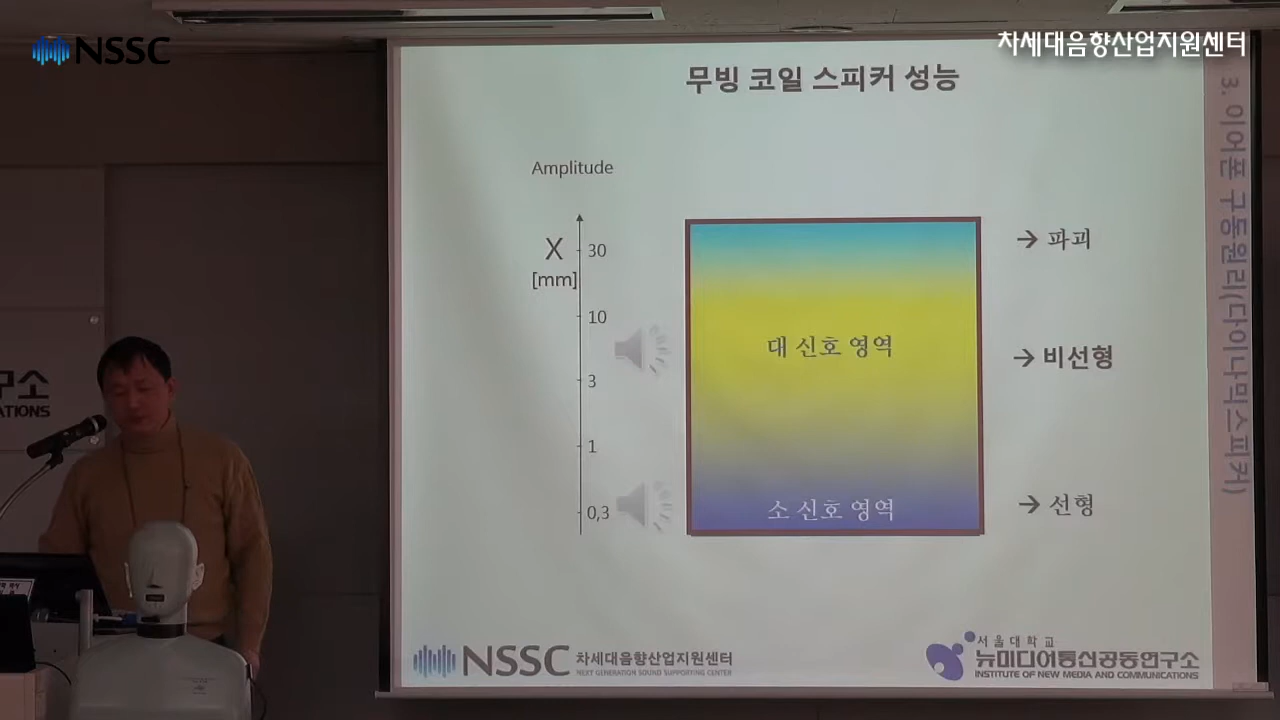 NSSC
차세대음향산업지원센터
무빙 코일 스피커 성능
3. 이어폰 구동원리(다이나믹스피커)
Amplitude
X
[mm]
30
10
3
1
0,3
대 신호 영역
소 신호 영역
→ 파괴
→ 비선형
→ 선형
구소
ATIONS
NSSC 차세대음향산업지원센터
NEXT GENERATION SOUND SUPPORTING CENTER
서울대학교
뉴미디어통신공동연구소
INSTITUTE OF NEW MEDIA AND COMMUNICATIONS